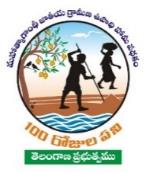 మహాత్మాగాంధీ జాతీయ గ్రామీణ ఉపాధి హామీ పథకం
100 రోజుల పని
తెలంగాణ ప్రభుత్వము